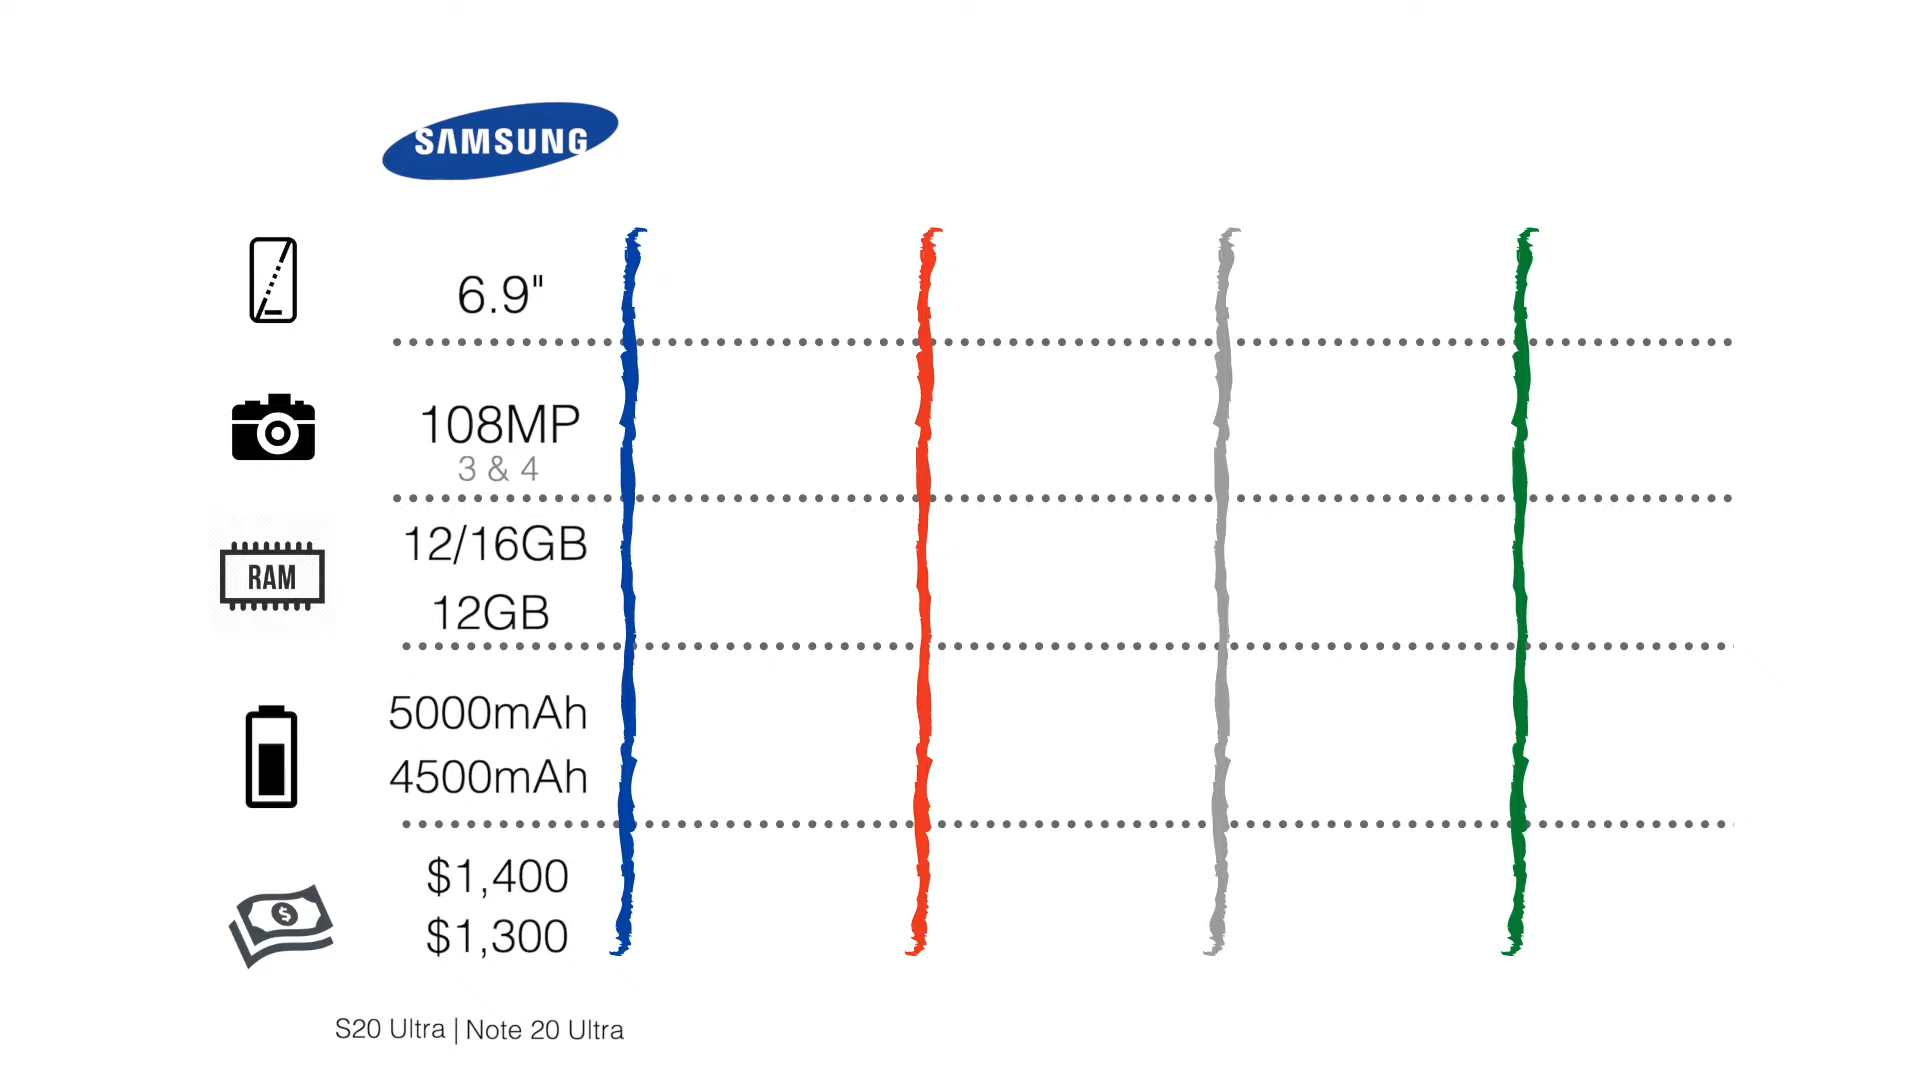 SAMSUNG
6.9"
108MP
3 & 4
RAM
12/16GB
12GB
5000mAh
4500mAh
$1,400
$1,300
S20 Ultra | Note 20 Ultra